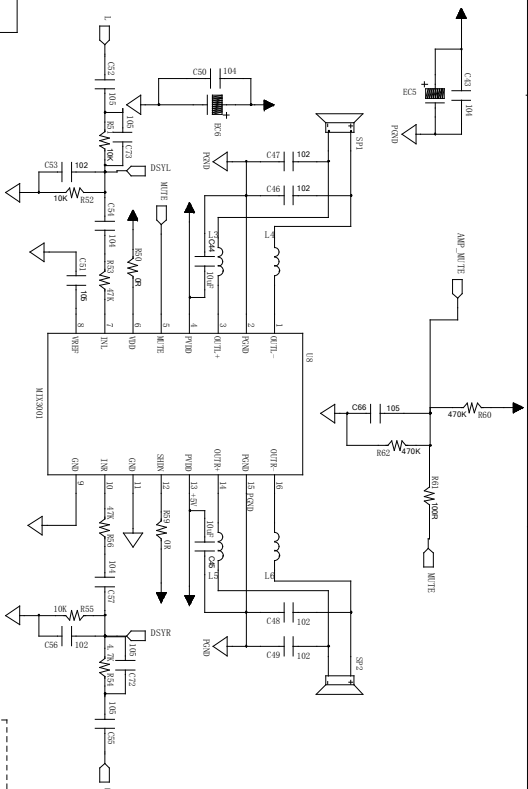 L
C52
105
C50
104
EC6
105
C73
R51
10K
C53
102
DSYL
10K
R52
MUTE
C54
104
C51
105
R53
47K
R50
0R
PGND
C47
102
C46
102
SP1
L3
C44
10uF
L4
EC5
C43
104
PGND
AMP_MUTE
8
7
6
5
4
3
2
1
VREF
INL
VDD
MUTE
PVDD
OUTL+
PGND
OUTL-
U8
MIX3001
GND
INR
GND
SHDN
PVDD
OUTR+
PGND
OUTR-
9
10
11
12
13
14
15
16
+5V
PGND
C66
105
470K
R60
R62
470K
R61
100R
MUTE
47K
R56
R59
0R
10uF
C45
L5
L6
104
C57
10K
R55
DSYR
C56
102
4.7K
R54
105
C72
C48
102
PGND
C49
102
SP2
105
C55